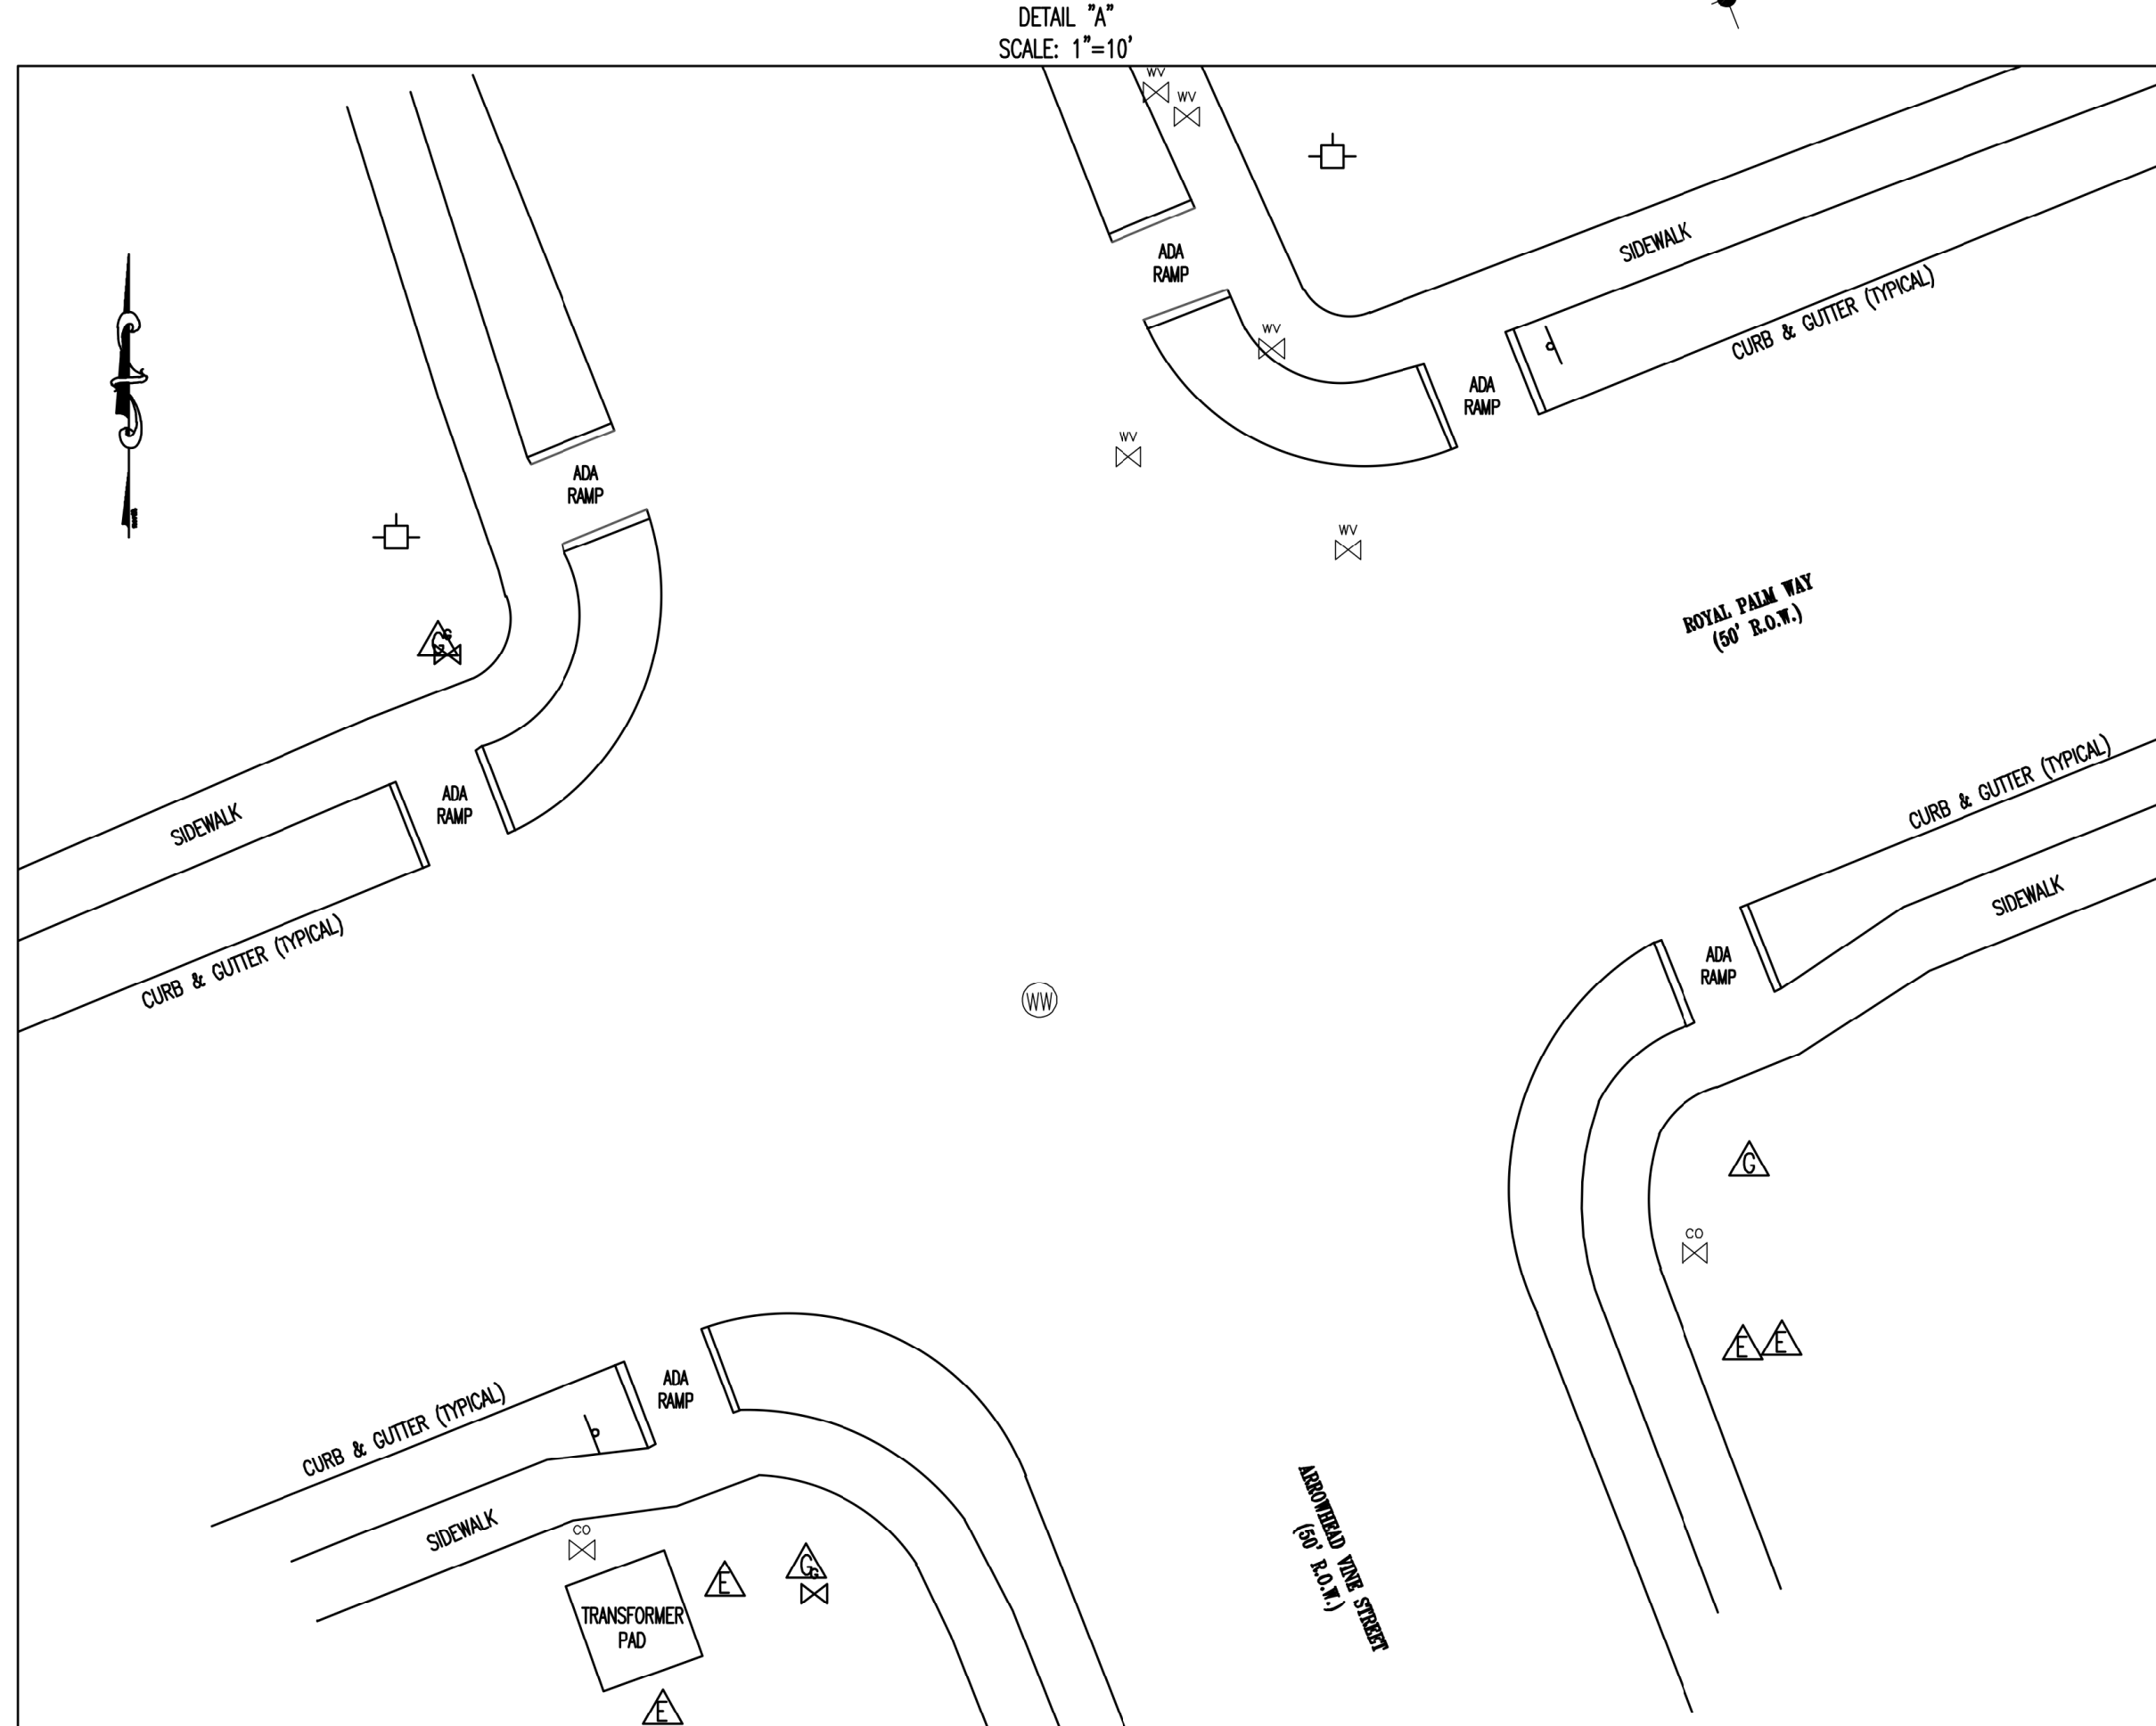 DETAIL "A"
SCALE: 1"=10'
WV
WV
SIDEWALK
ADA
RAMP
CURB & GUTTER (TYPICAL)
WV
ADA
RAMP
WV
ADA
RAMP
WV
ROYAL PALM WAY
(50' R.O.W.)
G
G
CURB & GUTTER (TYPICAL)
ADA
RAMP
SIDEWALK
SIDEWALK
CURB & GUTTER (TYPICAL)
ADA
RAMP
WW
G
CO
E
E
ADA
RAMP
CURB & GUTTER (TYPICAL)
SIDEWALK
CO
ARROWHEAD VINE STREET
(50' R.O.W.)
E
G
G
TRANSFORMER
PAD
E